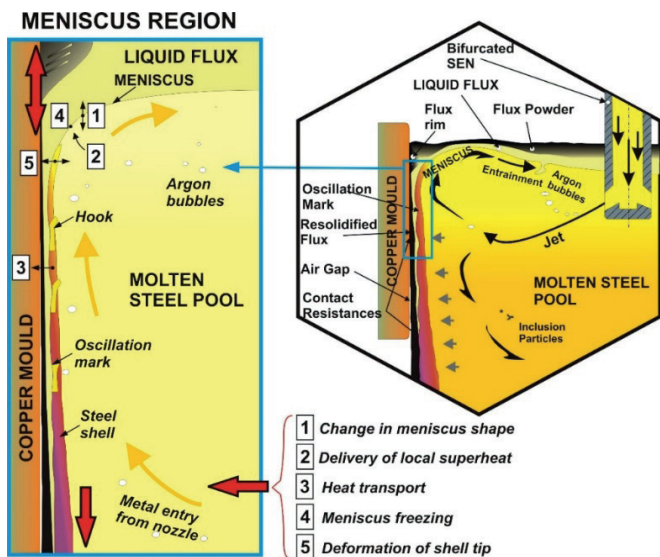 MENISCUS REGION
LIQUID FLUX
MENISCUS
4
1
2
5
Argon
bubbles
Hook
3
COPPER MOULD
MOLTEN
STEEL POOL
Oscillation
mark
Steel
shell
Metal entry
from nozzle
Bifurcated
SEN
LIQUID FLUX
Flux
rim
Flux Powder
MENISCUS
Entrainment
Argon
bubbles
Oscillation
Mark
Resolidified
Flux
COPPER MOULD
Jet
Air Gap
Contact
Resistances
MOLTEN STEEL
POOL
Inclusion
Particles
1 Change in meniscus shape
2 Delivery of local superheat
3 Heat transport
4 Meniscus freezing
5 Deformation of shell tip